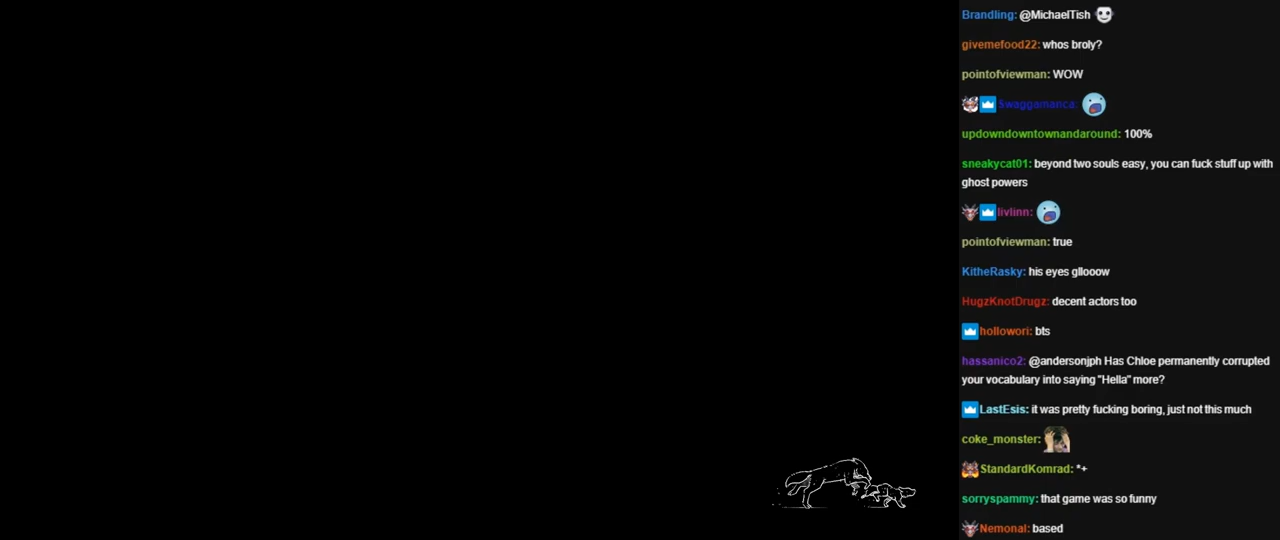 Brandling: @MichaelTish
givemefood22: whos broly?
pointofviewman: WOW
Swaggamanca:
updowndowntownandaround: 100%
sneakycat01: beyond two souls easy, you can fuck stuff up with
ghost powers
livlinn:
pointofviewman: true
KitheRasky: his eyes gllooow
HugzKnotDrugz: decent actors too
hollowori: bts
hassanico2: @andersonjph Has Chloe permanently corrupted
your vocabulary into saying "Hella" more?
LastEsis: it was pretty fucking boring, just not this much
coke_monster:
StandardKomrad: *+
sorryspammy: that game was so funny
Nemonal: based